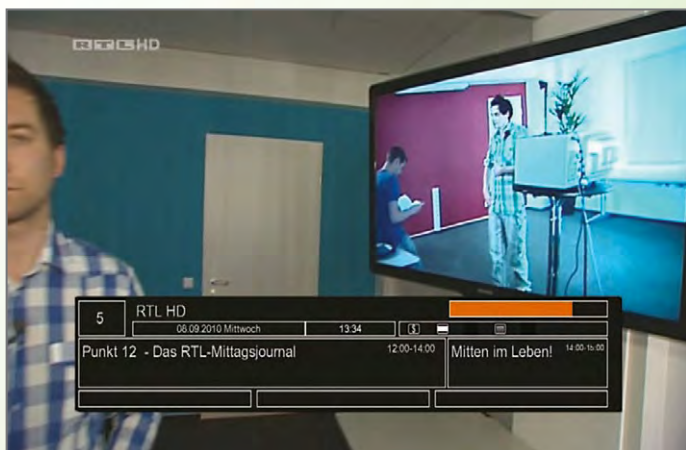 RTL HD
5
RTL HD
08.09.2010 Mittwoch 13:34 $
Punkt 12 - Das RTL-Mittagsjournal 12:00-14:00
Mitten im Leben! 14:00-15:00